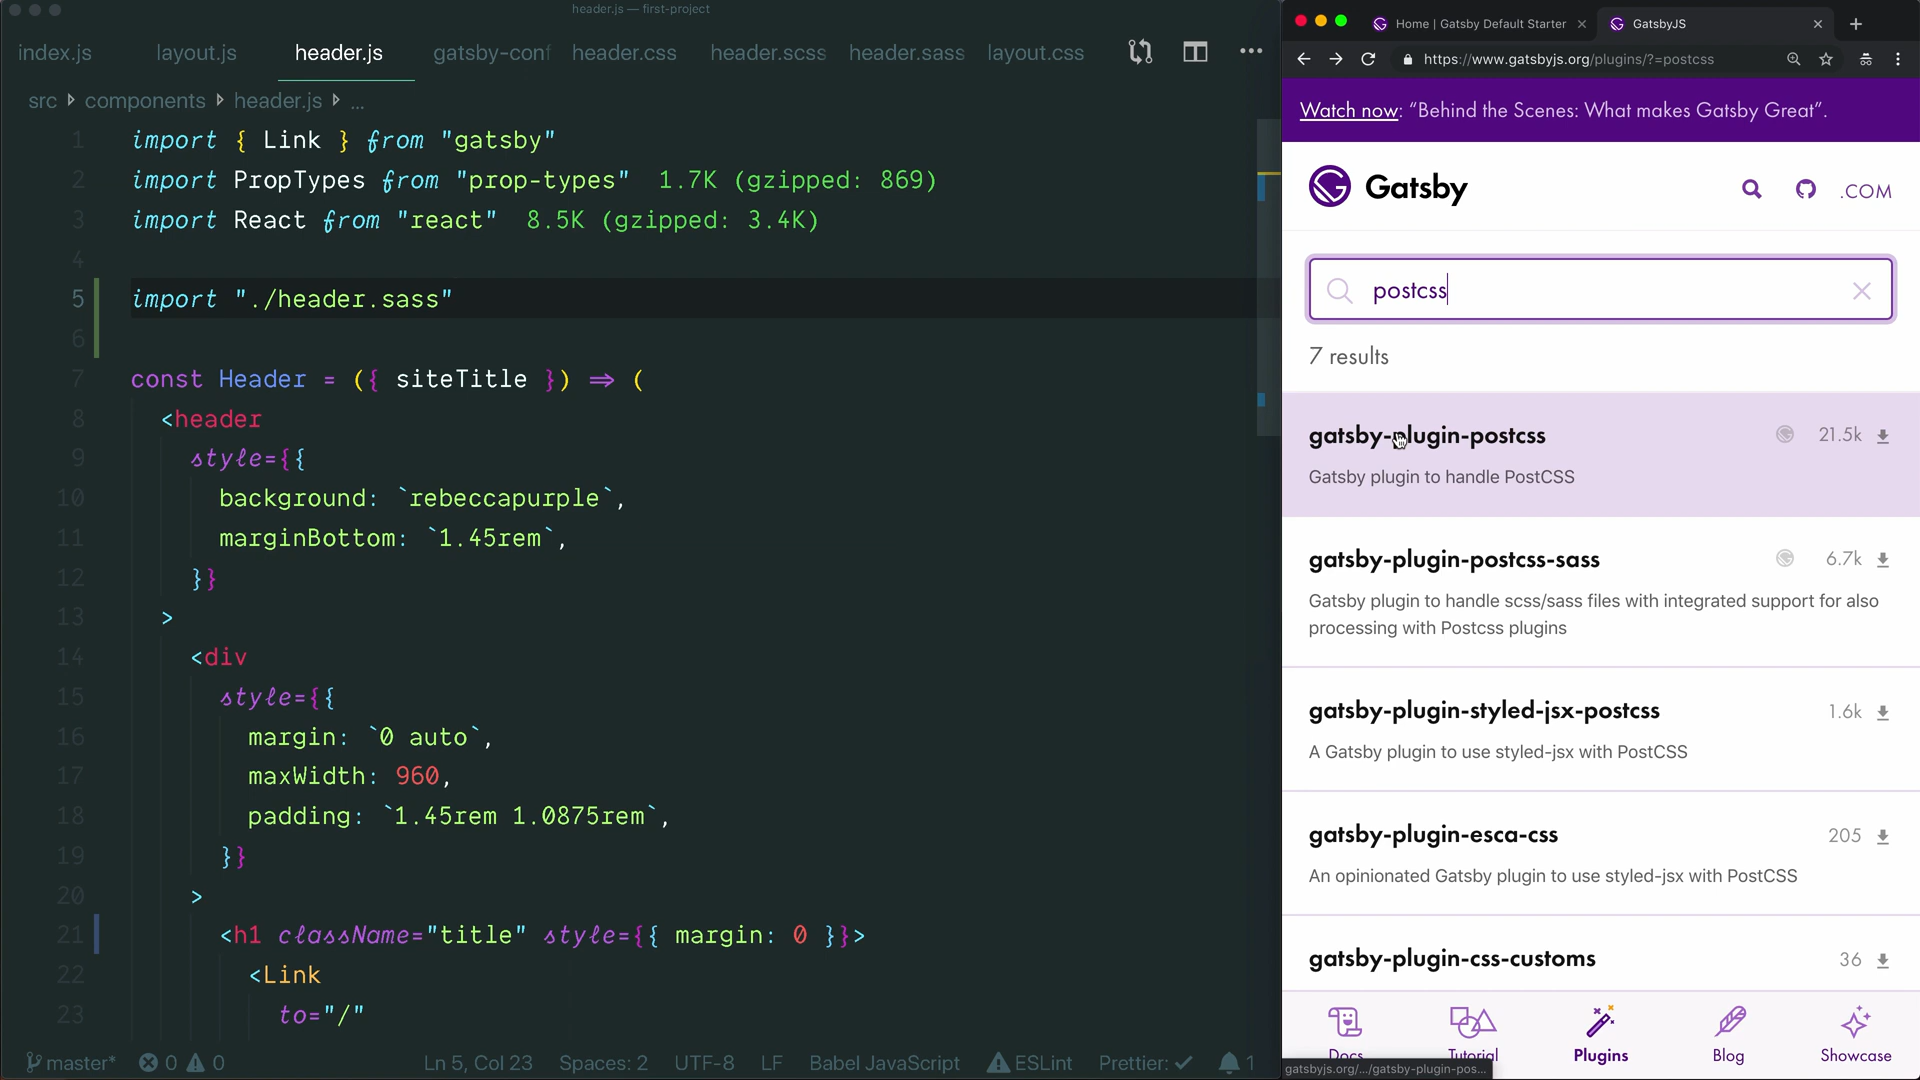 header.js — first-project
index.js
layout.js
header.js
gatsby-conf
header.css
header.scss
header.sass
layout.css
src
components
header.js
...
1 import { Link } from "gatsby"
2 import PropTypes from "prop-types" 1.7K (gzipped: 869)
3 import React from "react" 8.5K (gzipped: 3.4K)
4
5 import "./header.sass"
6
7 const Header = ({ siteTitle }) ⇒ (
8 <header
9 style={{
10 background: `rebeccapurple`,
11 marginBottom: `1.45rem`,
12 }}
13 >
14 <div
15 style={{
16 margin: `0 auto`,
17 maxWidth: 960,
18 padding: `1.45rem 1.0875rem`,
19 }}
20 >
21 <h1 className="title" style={{ margin: 0 }}>
22 <Link
23 to="/"
master*
0
0
Ln 5, Col 23
Spaces: 2
UTF-8
LF
Babel JavaScript
ESLint
Prettier: ✓
1
Home | Gatsby Default Starter
GatsbyJS
https://www.gatsbyjs.org/plugins/?=postcss
Watch now: “Behind the Scenes: What makes Gatsby Great”.
Gatsby
.COM
postcss
7 results
gatsby-plugin-postcss
21.5k
Gatsby plugin to handle PostCSS
gatsby-plugin-postcss-sass
6.7k
Gatsby plugin to handle scss/sass files with integrated support for also
processing with Postcss plugins
gatsby-plugin-styled-jsx-postcss
1.6k
A Gatsby plugin to use styled-jsx with PostCSS
gatsby-plugin-esca-css
205
An opinionated Gatsby plugin to use styled-jsx with PostCSS
gatsby-plugin-css-customs
36
Docs
Tutorial
Plugins
Blog
Showcase
gatsbyjs.org/.../gatsby-plugin-pos...